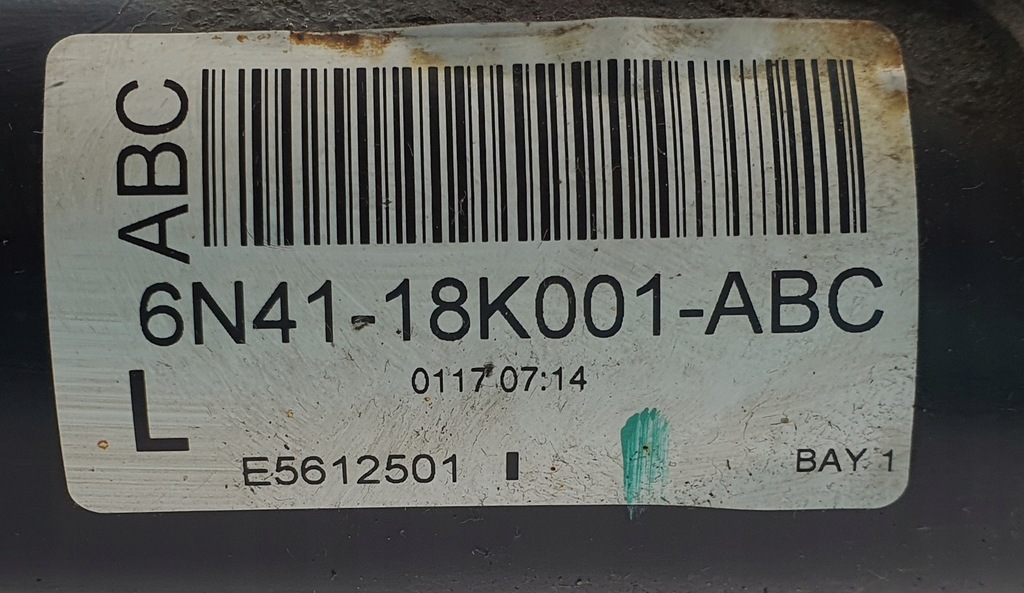 ABC
6N41-18K001-ABC
0117 07:14
L
E5612501
BAY 1